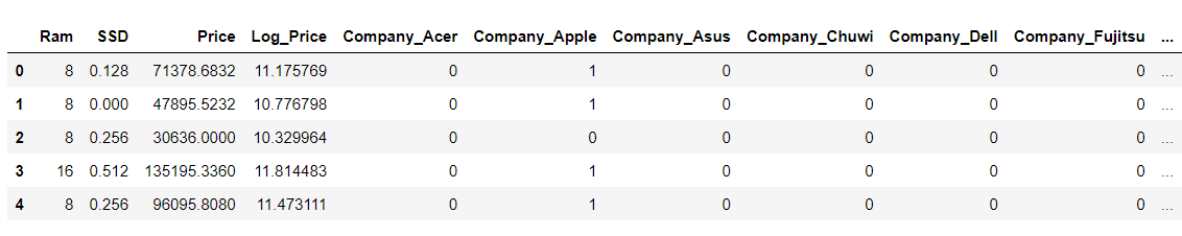 Ram SSD Price Log_Price Company_Acer Company_Apple Company_Asus Company_Chuwi Company_Dell Company_Fujitsu ...
0 8 0.128 71378.6832 11.175769 0 1 0 0 0 0 ...
1 8 0.000 47895.5232 10.776798 0 1 0 0 0 0 ...
2 8 0.256 30636.0000 10.329964 0 0 0 0 0 0 ...
3 16 0.512 135195.3360 11.814483 0 1 0 0 0 0 ...
4 8 0.256 96095.8080 11.473111 0 1 0 0 0 0 ...